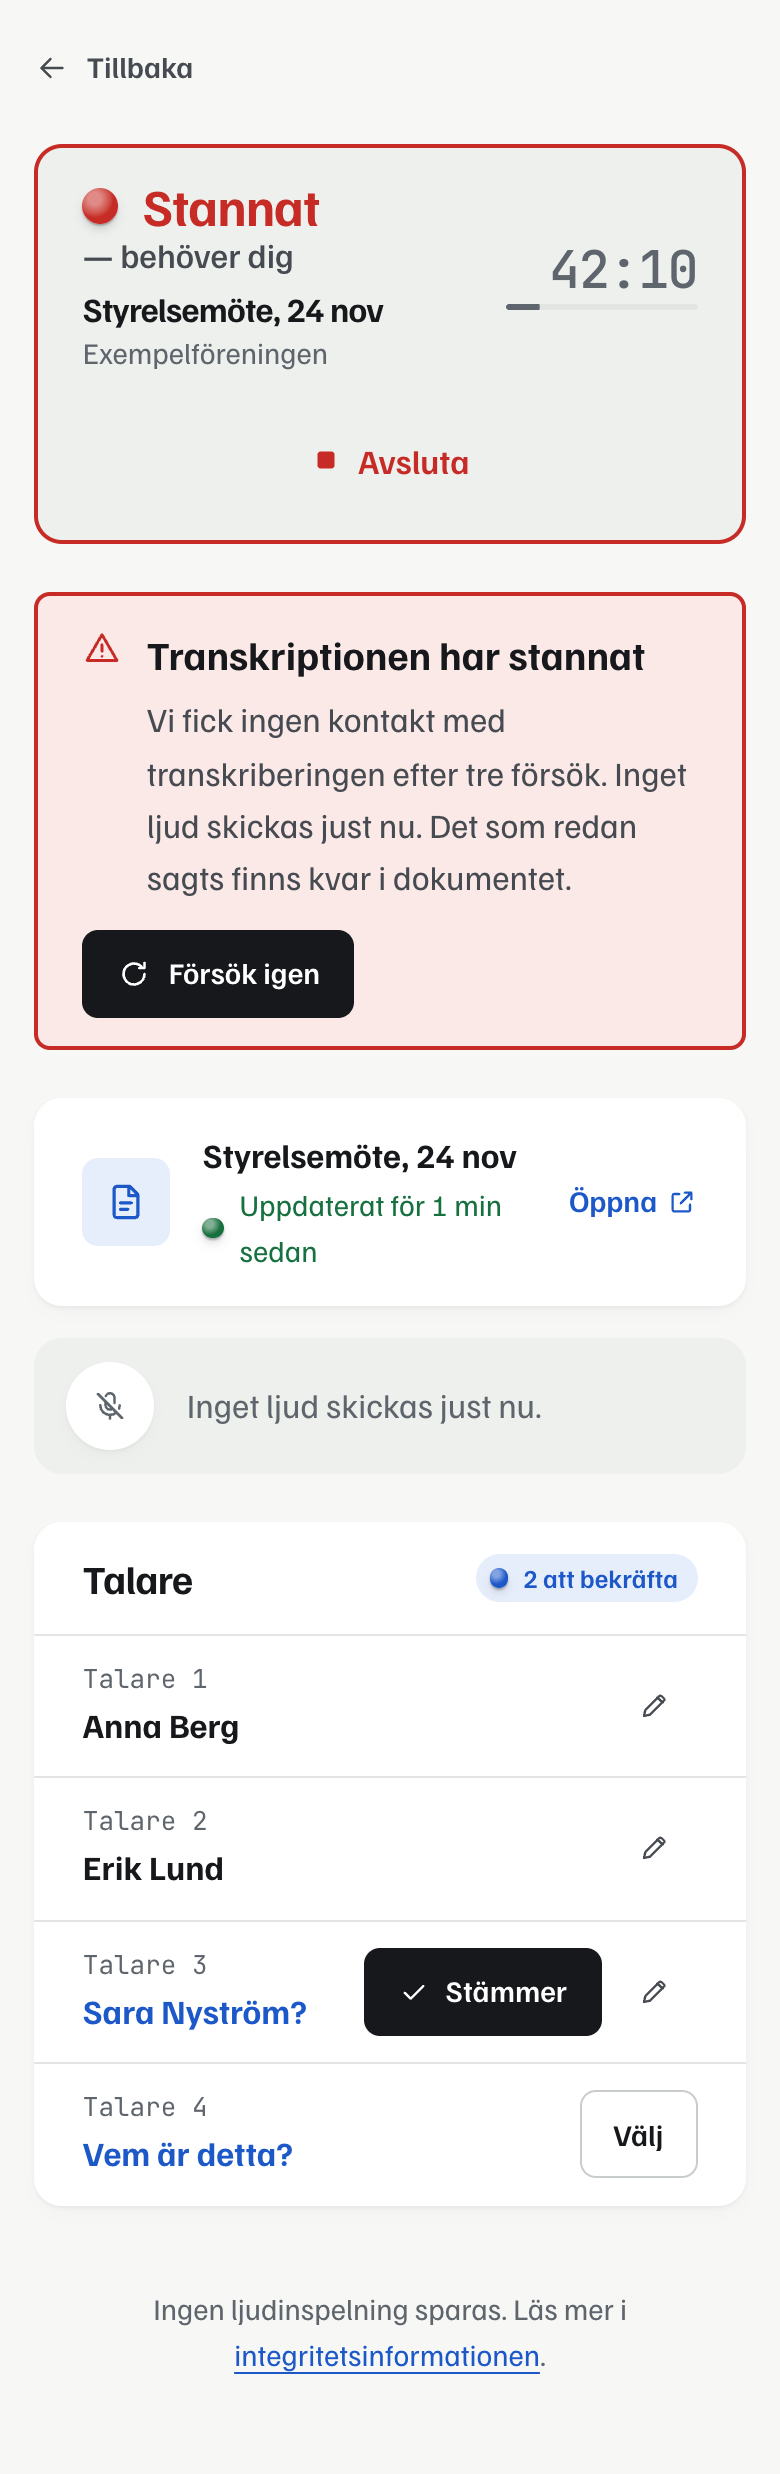 Tillbaka
Stannat
— behöver dig
42:10
Styrelsemöte, 24 nov
Exempelföreningen
Avsluta
Transkriptionen har stannat
Vi fick ingen kontakt med
transkriberingen efter tre försök. Inget
ljud skickas just nu. Det som redan
sagts finns kvar i dokumentet.
Försök igen
Styrelsemöte, 24 nov
Uppdaterat för 1 min
sedan
Öppna
Inget ljud skickas just nu.
Talare
2 att bekräfta
Talare 1
Anna Berg
Talare 2
Erik Lund
Talare 3
Sara Nyström?
Stämmer
Talare 4
Vem är detta?
Välj
Ingen ljudinspelning sparas. Läs mer i
integritetsinformationen.